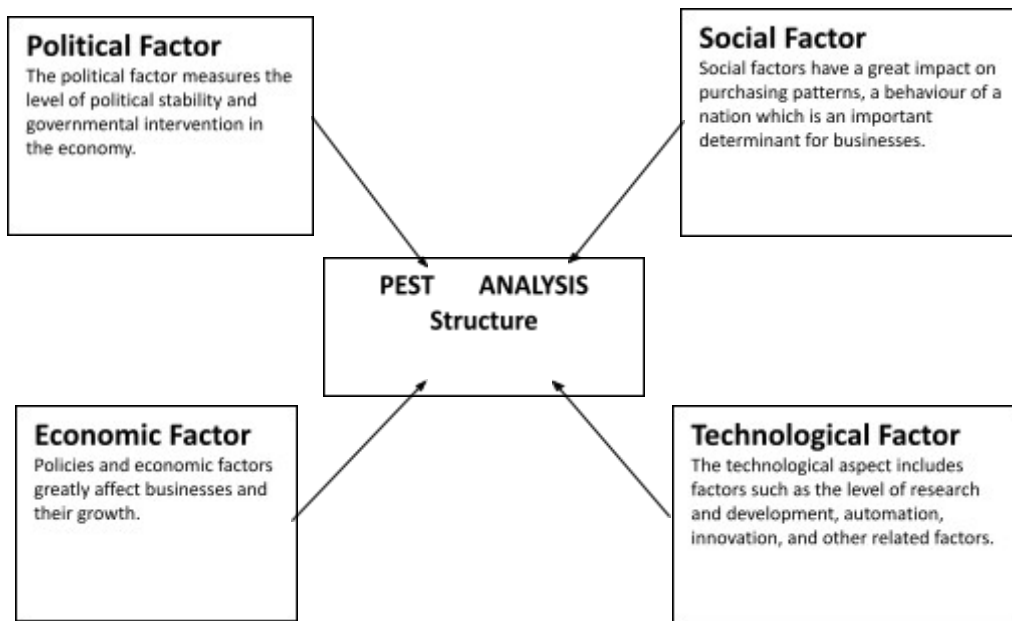 Political Factor
The political factor measures the
level of political stability and
governmental intervention in
the economy.
Social Factor
Social factors have a great impact on
purchasing patterns, a behaviour of a
nation which is an important
determinant for businesses.
PEST ANALYSIS
Structure
Economic Factor
Policies and economic factors
greatly affect businesses and
their growth.
Technological Factor
The technological aspect includes
factors such as the level of research
and development, automation,
innovation, and other related factors.